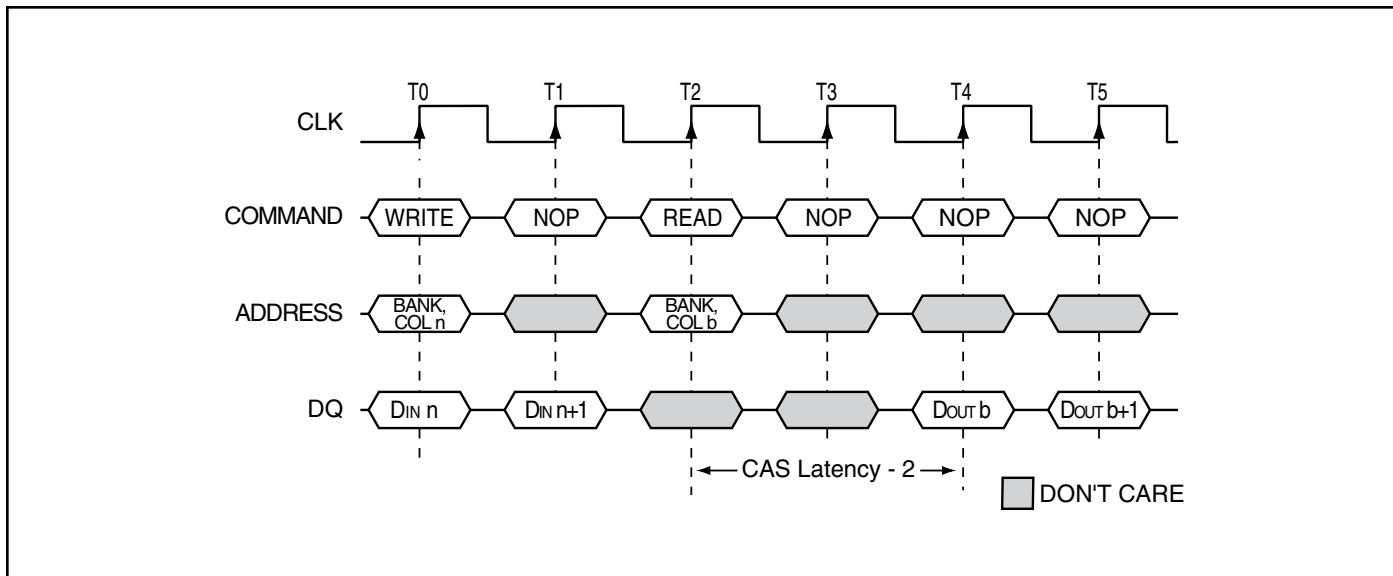 T0 T1 T2 T3 T4 T5
CLK
COMMAND WRITE NOP READ NOP NOP NOP
ADDRESS BANK, COL n BANK, COL b
DQ DIN n DIN n+1 DOUT b DOUT b+1
CAS Latency - 2
DON'T CARE